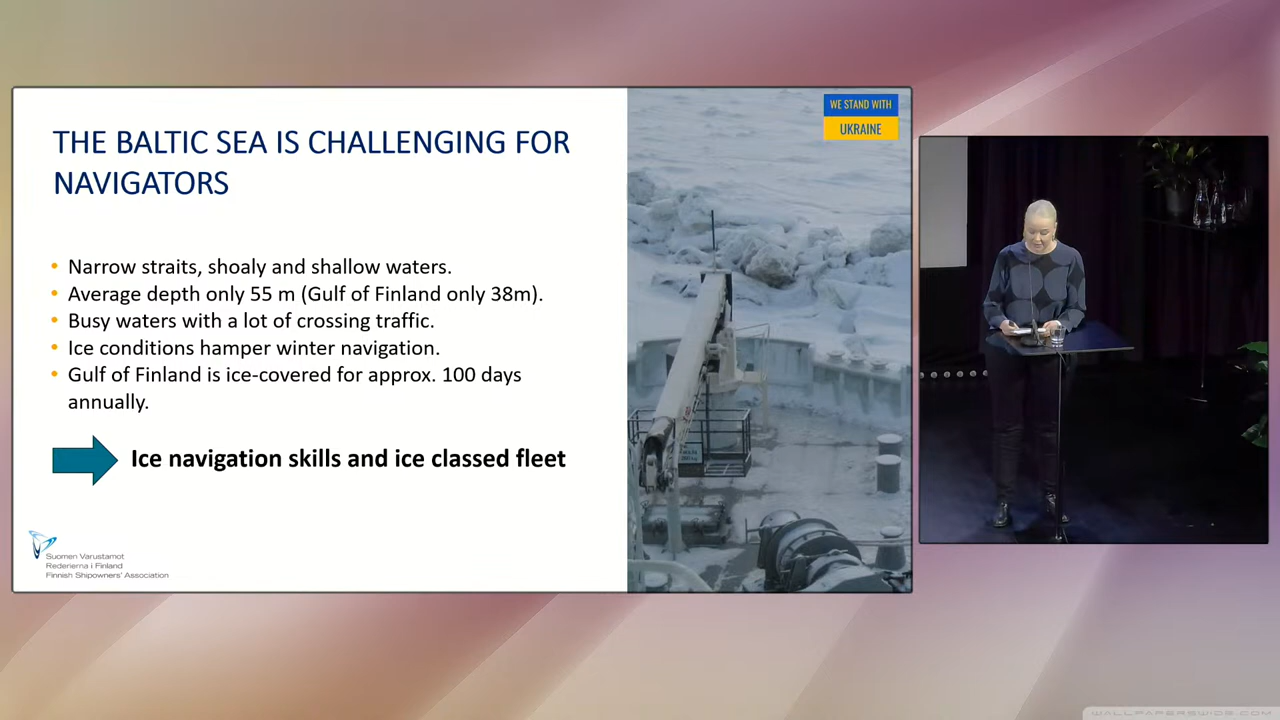 WE STAND WITH
UKRAINE
THE BALTIC SEA IS CHALLENGING FOR
NAVIGATORS
• Narrow straits, shoaly and shallow waters.
• Average depth only 55 m (Gulf of Finland only 38m).
• Busy waters with a lot of crossing traffic.
• Ice conditions hamper winter navigation.
• Gulf of Finland is ice-covered for approx. 100 days
annually.
Ice navigation skills and ice classed fleet
Suomen Varustamot
Rederierna i Finland
Finnish Shipowners' Association
WALLPAPERSWIDE.COM